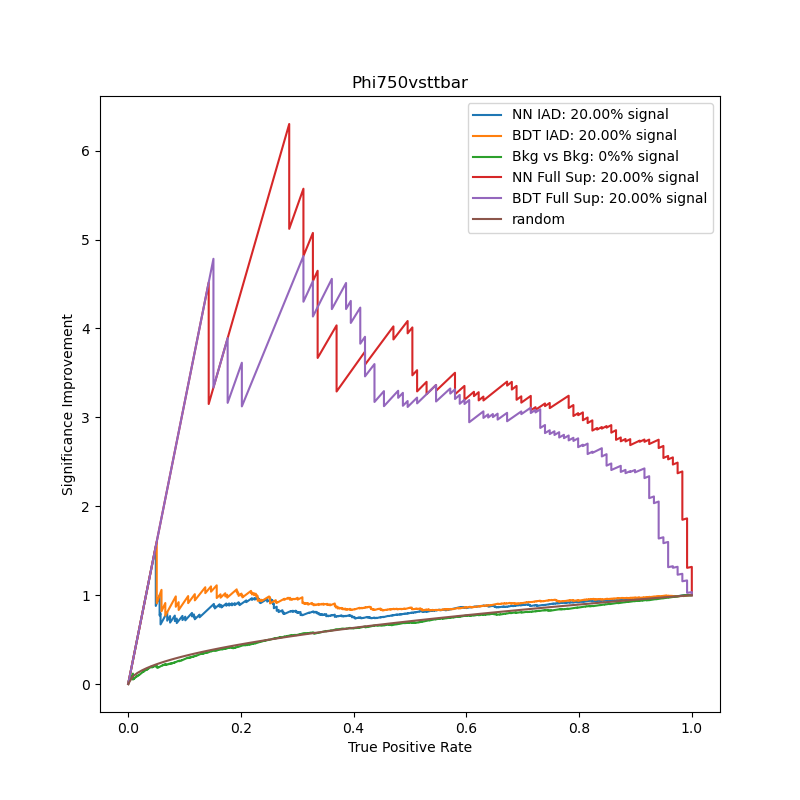 Phi750vsttbar
NN IAD: 20.00% signal
BDT IAD: 20.00% signal
Bkg vs Bkg: 0%% signal
NN Full Sup: 20.00% signal
BDT Full Sup: 20.00% signal
random
Significance Improvement
6
5
4
3
2
1
0
0.0 0.2 0.4 0.6 0.8 1.0
True Positive Rate